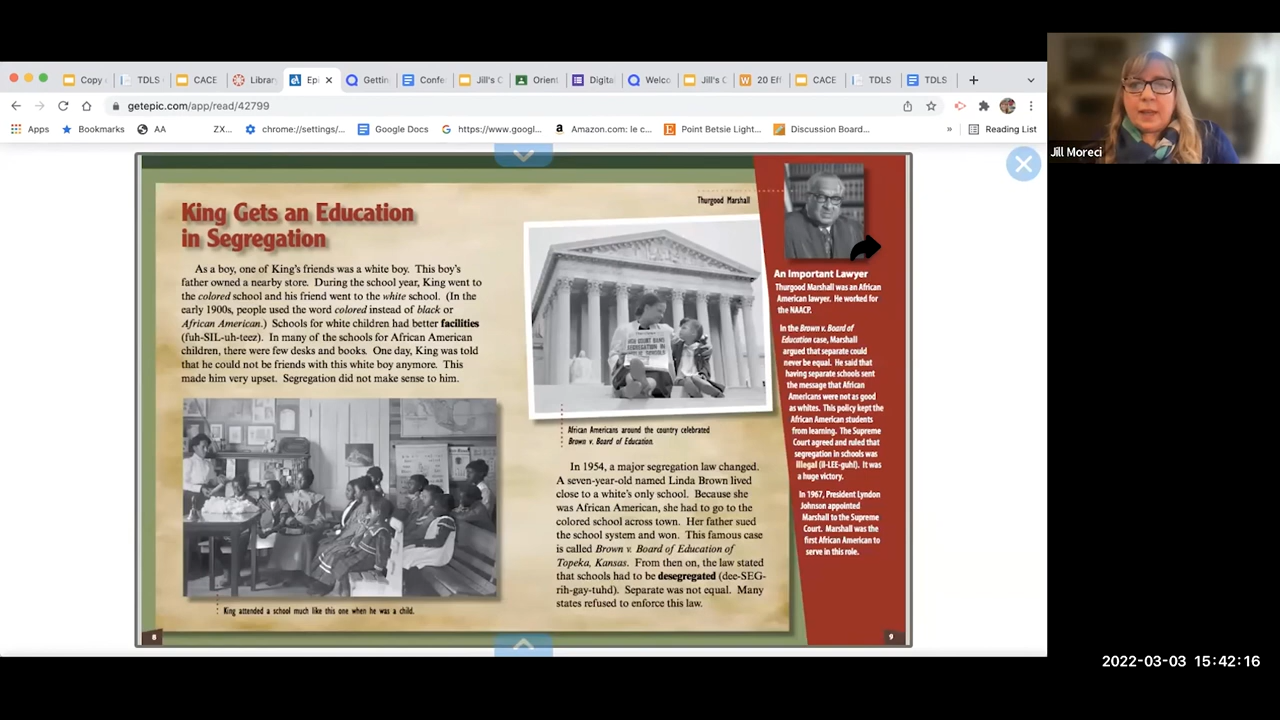 Copy
TDLS
CACE
Librar
Epi
Gettin
Confe
Jill's C
Orient
Digita
Welco
Jill's C
20 Eff
CACE
TDLS
TDLS
getepic.com/app/read/42799
Apps
Bookmarks
AA
ZX...
chrome://settings/...
Google Docs
https://www.googl...
Amazon.com: le c...
Point Betsie Light...
Discussion Board...
»
Reading List
Jill Moreci
King Gets an Education
in Segregation
As a boy, one of King's friends was a white boy. This boy's
father owned a nearby store. During the school year, King went to
the colored school and his friend went to the white school. (In the
early 1900s, people used the word colored instead of black or
African American.) Schools for white children had better facilities
(fuh-SIL-uh-teez). In many of the schools for African American
children, there were few desks and books. One day, King was told
that he could not be friends with this white boy anymore. This
made him very upset. Segregation did not make sense to him.
King attended a school much like this one when he was a child.
8
Thurgood Marshall
African Americans around the country celebrated
Brown v. Board of Education.
In 1954, a major segregation law changed.
A seven-year-old named Linda Brown lived
close to a white's only school. Because she
was African American, she had to go to the
colored school across town. Her father sued
the school system and won. This famous case
is called Brown v. Board of Education of
Topeka, Kansas. From then on, the law stated
that schools had to be desegregated (dee-SEG-
rih-gay-tuhd). Separate was not equal. Many
states refused to enforce this law.
An Important Lawyer
Thurgood Marshall was an African
American lawyer. He worked for
the NAACP.
In the Brown v. Board of
Education case, Marshall
argued that separate could
never be equal. He said that
having separate schools sent
the message that African
Americans were not as good
as whites. This policy kept the
African American students
from learning. The Supreme
Court agreed and ruled that
segregation in schools was
illegal (il-LEE-guhl). It was
a huge victory.
In 1967, President Lyndon
Johnson appointed
Marshall to the Supreme
Court. Marshall was the
first African American to
serve in this role.
9
2022-03-03 15:42:16